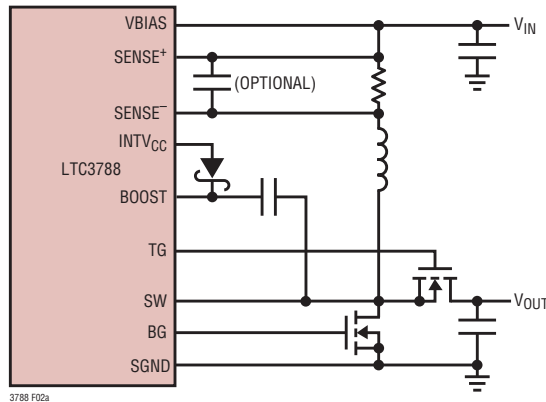 VBIAS
V_IN
SENSE+
(OPTIONAL)
SENSE–
INTV_CC
LTC3788
BOOST
TG
SW
V_OUT
BG
SGND
3788 F02a